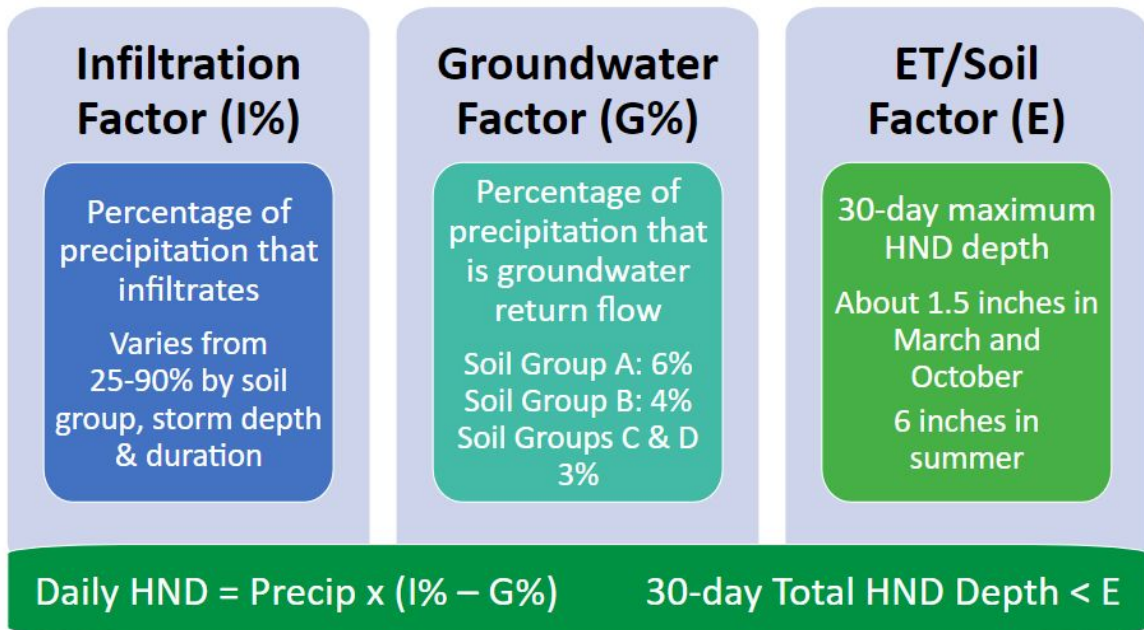 Infiltration
Factor (I%)
Percentage of
precipitation that
infiltrates
Varies from
25-90% by soil
group, storm depth
& duration
Groundwater
Factor (G%)
Percentage of
precipitation that
is groundwater
return flow
Soil Group A: 6%
Soil Group B: 4%
Soil Groups C & D
3%
ET/Soil
Factor (E)
30-day maximum
HND depth
About 1.5 inches in
March and
October
6 inches in
summer
Daily HND = Precip x (I% – G%)
30-day Total HND Depth < E